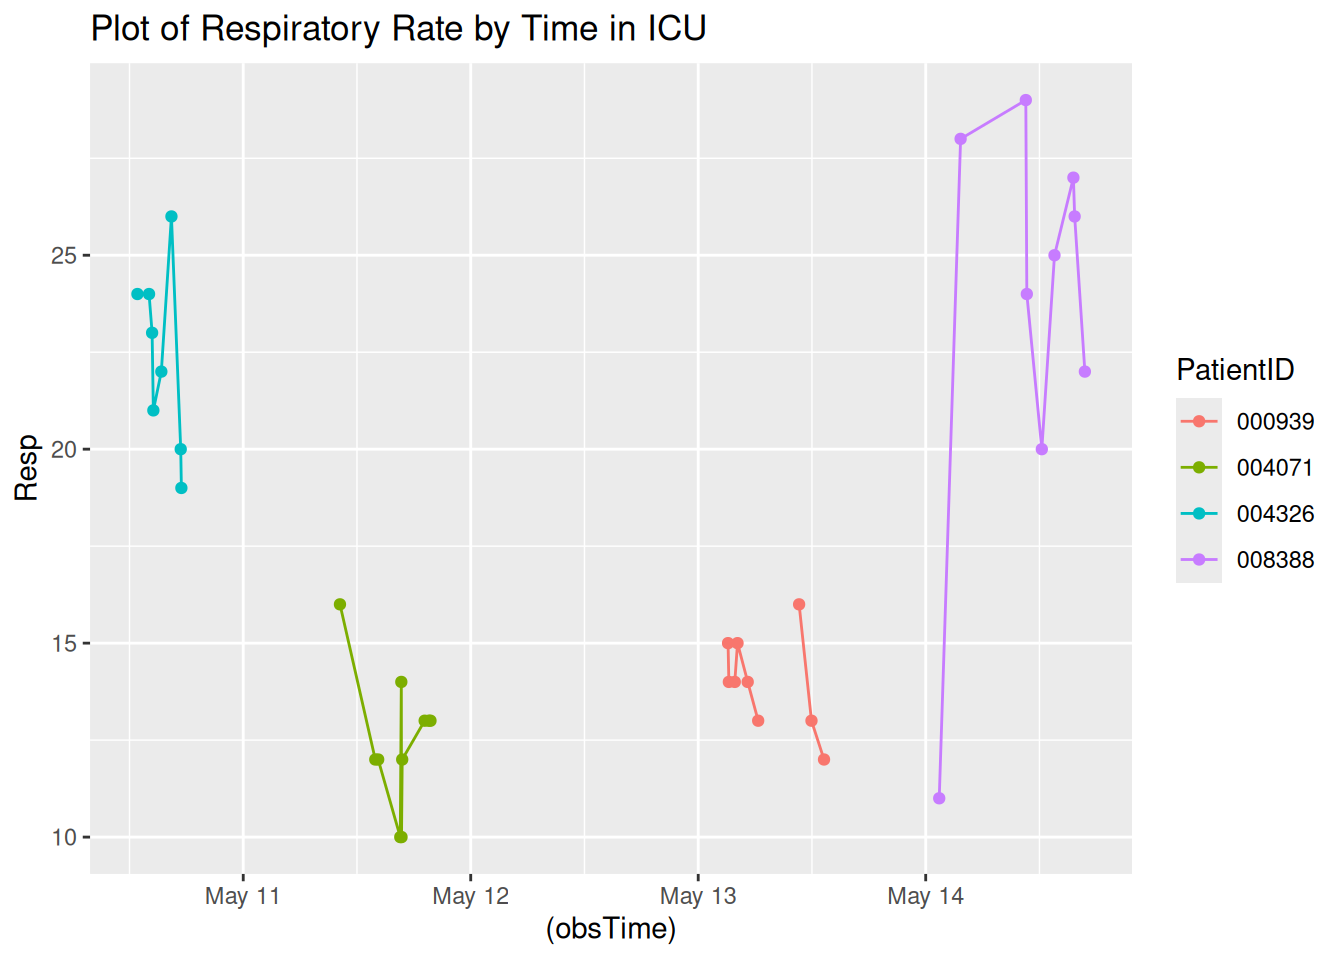 Plot of Respiratory Rate by Time in ICU
Resp
25
20
15
10
May 11
May 12
May 13
May 14
(obsTime)
PatientID
000939
004071
004326
008388